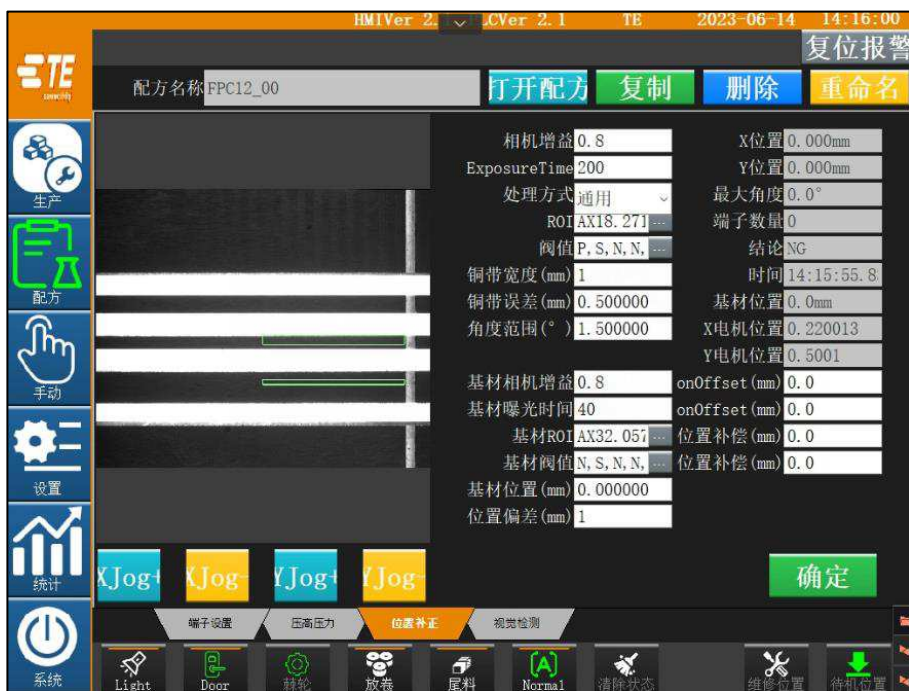 HMIVer 2. LCVer 2.1 TE 2023-06-14 14:16:00
TE
connectivity
复位报警
配方名称 FPC12_00 打开配方 复制 删除 重命名
生产
配方
手动
设置
统计
系统
相机增益 0.8
ExposureTime 200
处理方式 通用
ROI AX18.271 ...
阀值 P,S,N,N, ...
铜带宽度(mm) 1
铜带误差(mm) 0.500000
角度范围(°) 1.500000
基材相机增益 0.8
基材曝光时间 40
基材ROI AX32.057 ...
基材阀值 N,S,N,N, ...
基材位置(mm) 0.000000
位置偏差(mm) 1
X位置 0.000mm
Y位置 0.000mm
最大角度 0.0°
端子数量 0
结论 NG
时间 14:15:55.8
基材位置 0.0mm
X电机位置 0.220013
Y电机位置 0.5001
onOffset(mm) 0.0
onOffset(mm) 0.0
位置补偿(mm) 0.0
位置补偿(mm) 0.0
XJog+ XJog- YJog+ YJog-
确定
端子设置 压高压力 位置补正 视觉检测
Light Door 棘轮 放卷 尾料 Normal 清除状态 维修位置 待机位置